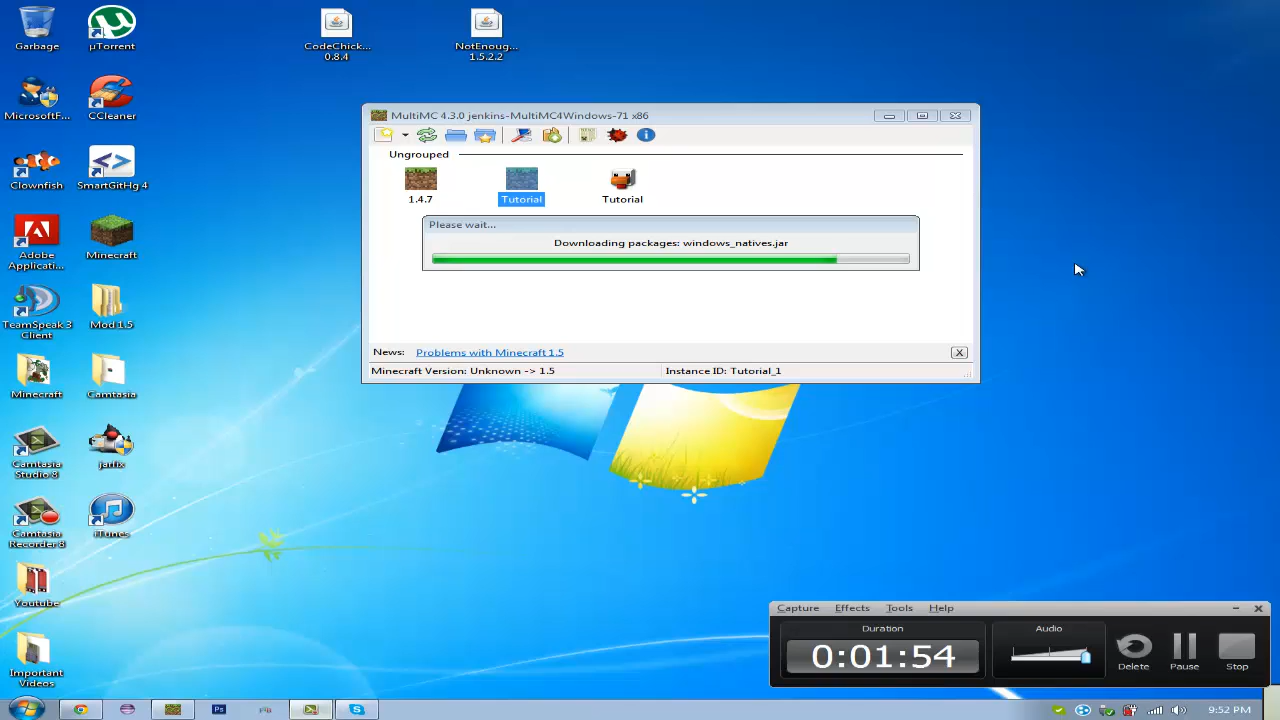 Garbage
µTorrent
CodeChick...
0.8.4
NotEnoug...
1.5.2.2
MicrosoftF...
CCleaner
Clownfish
SmartGitHg 4
Adobe
Applicati...
Minecraft
TeamSpeak 3
Client
Mod 1.5
Minecraft
Camtasia
Camtasia
Studio 8
jarfix
Camtasia
Recorder 8
iTunes
Youtube
Important
Videos
MultiMC 4.3.0 jenkins-MultiMC4Windows-71 x86
Ungrouped
1.4.7
Tutorial
Tutorial
Please wait...
Downloading packages: windows_natives.jar
News: Problems with Minecraft 1.5
X
Minecraft Version: Unknown -> 1.5
Instance ID: Tutorial_1
Capture Effects Tools Help
Duration
Audio
0:01:54
Delete
Pause
Stop
Ps
9:52 PM